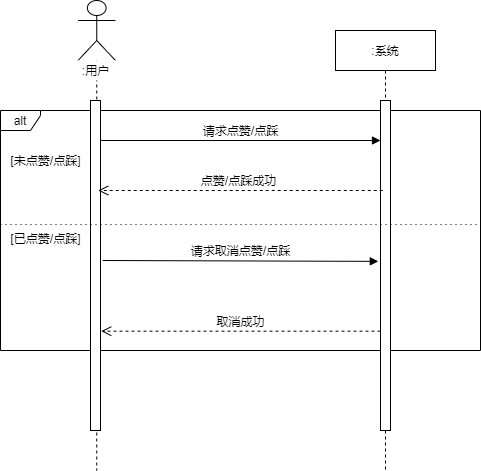 :用户
:系统
alt
请求点赞/点踩
[未点赞/点踩]
点赞/点踩成功
[已点赞/点踩]
请求取消点赞/点踩
取消成功